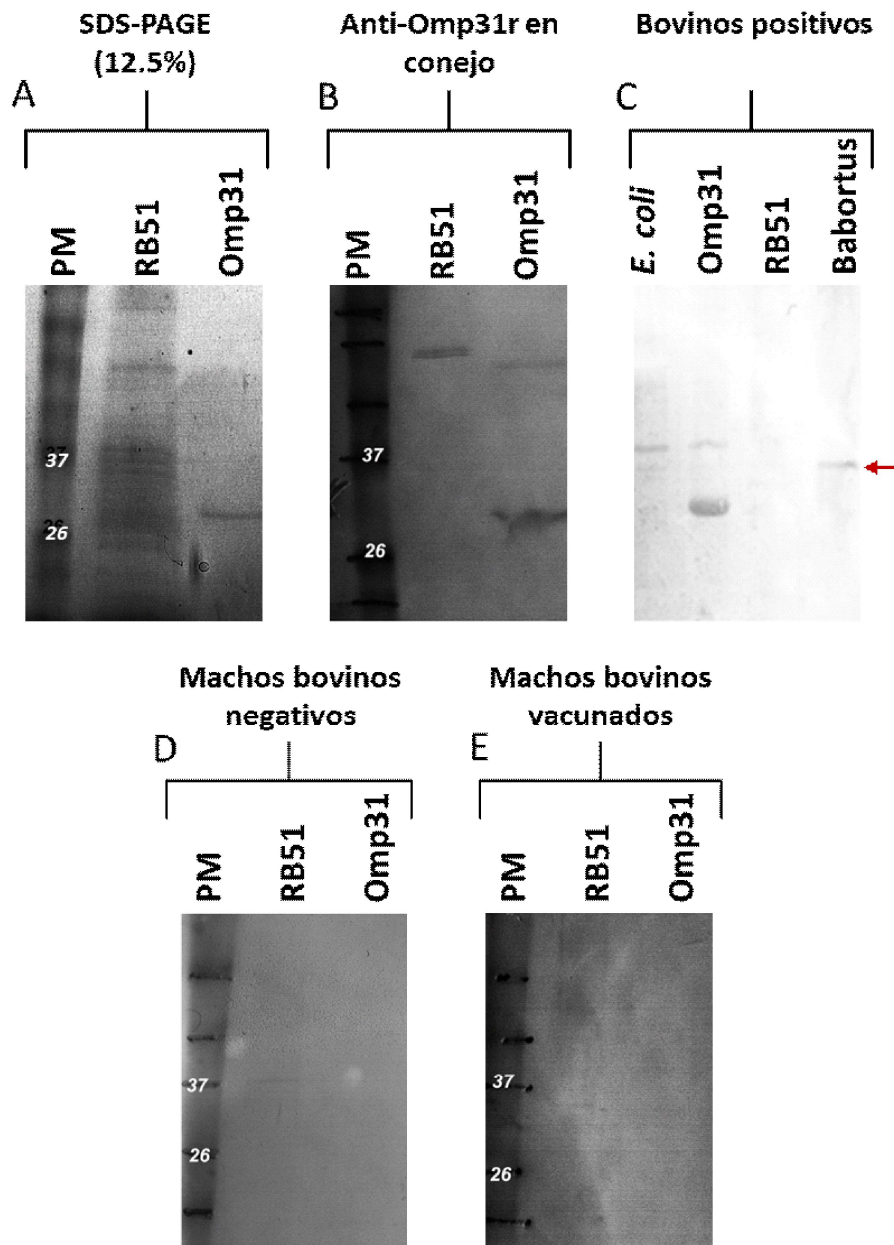 SDS-PAGE
(12.5%)
A
PM
RB51
Omp31
37
26
Anti-Omp31r en
conejo
B
RB51
Omp31
37
26
Bovinos positivos
C
E. coli
Omp31
RB51
Babortus
Machos bovinos
negativos
D
PM
RB51
Omp31
37
26
Machos bovinos
vacunados
E
PM
RB51
Omp31
37
26